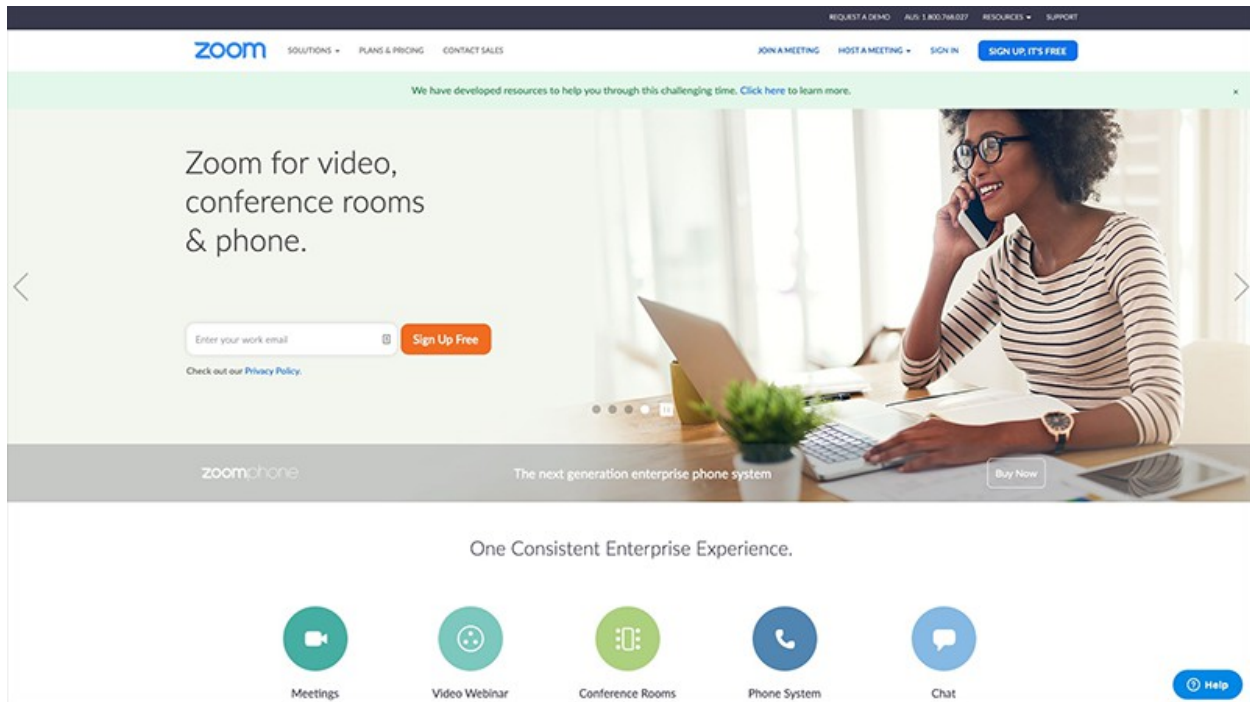 REQUEST A DEMO AUS: 1.800.768.027 RESOURCES SUPPORT
zoom SOLUTIONS PLANS & PRICING CONTACT SALES JOIN A MEETING HOST A MEETING SIGN IN SIGN UP, IT'S FREE
We have developed resources to help you through this challenging time. Click here to learn more. ×
Zoom for video,
conference rooms
& phone.
Enter your work email Sign Up Free
Check out our Privacy Policy.
zoomphone The next generation enterprise phone system Buy Now
One Consistent Enterprise Experience.
Meetings Video Webinar Conference Rooms Phone System Chat
Help